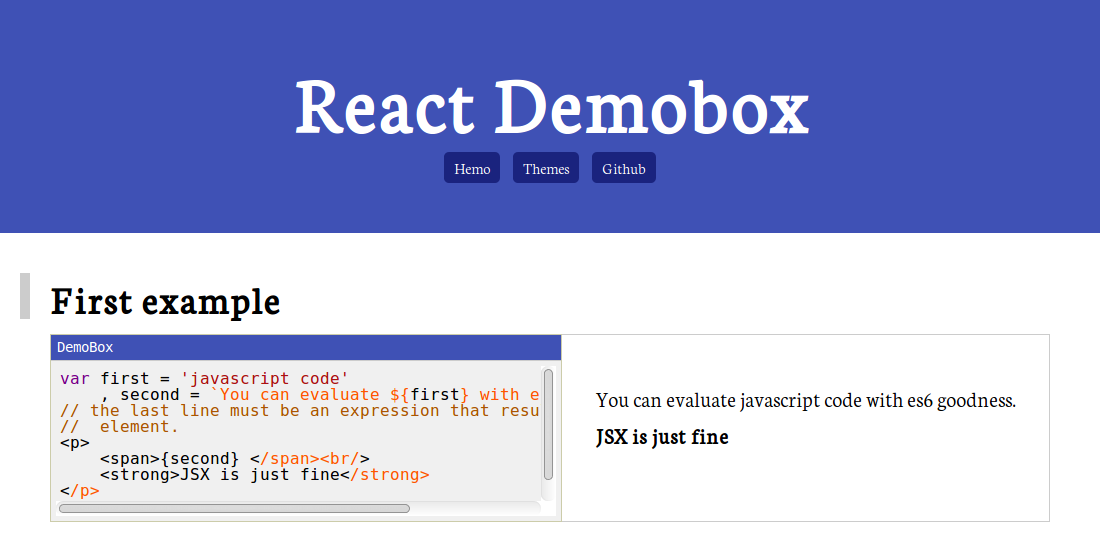 React Demobox
Hemo Themes Github
First example
DemoBox
var first = 'javascript code'
    , second = `You can evaluate ${first} with e
// the last line must be an expression that resu
//  element.
<p>
    <span>{second} </span><br/>
    <strong>JSX is just fine</strong>
</p>
You can evaluate javascript code with es6 goodness.
JSX is just fine